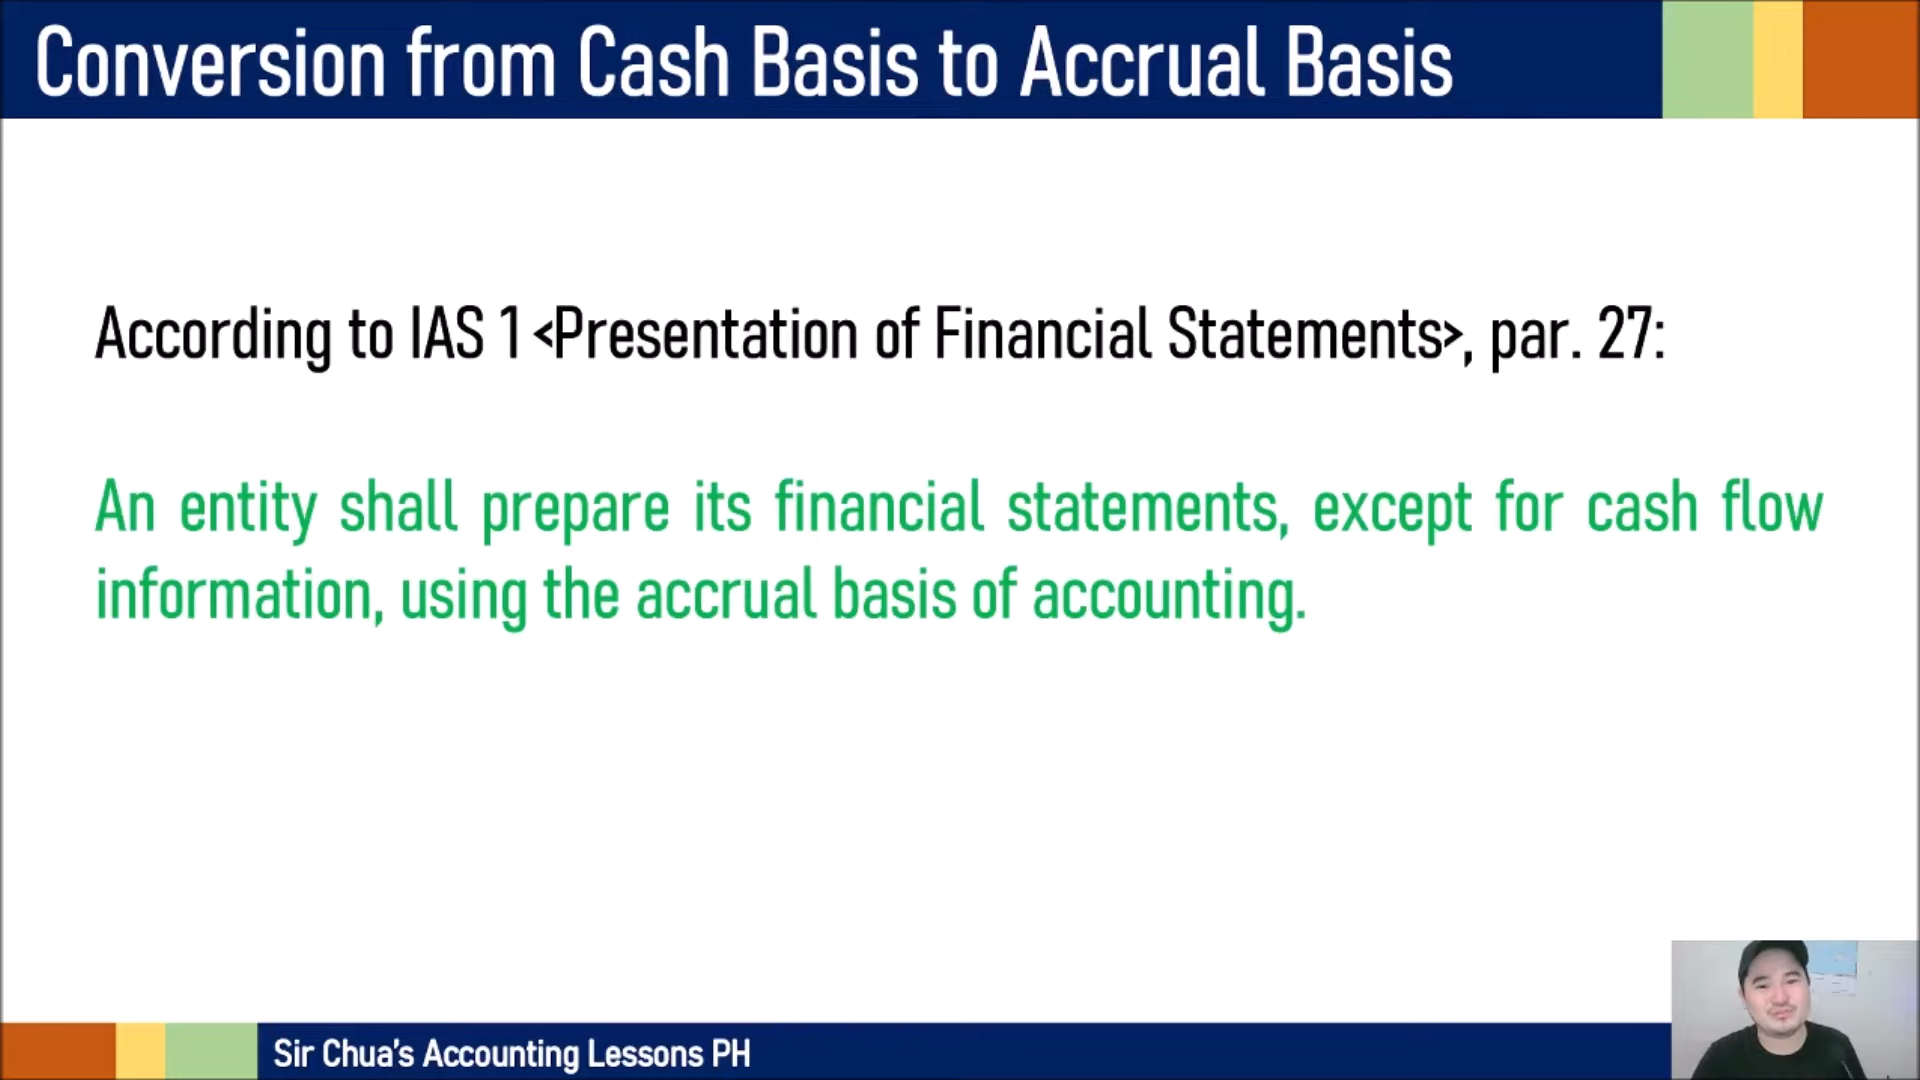 Conversion from Cash Basis to Accrual Basis
According to IAS 1 <Presentation of Financial Statements>, par. 27:
An entity shall prepare its financial statements, except for cash flow
information, using the accrual basis of accounting.
Sir Chua's Accounting Lessons PH